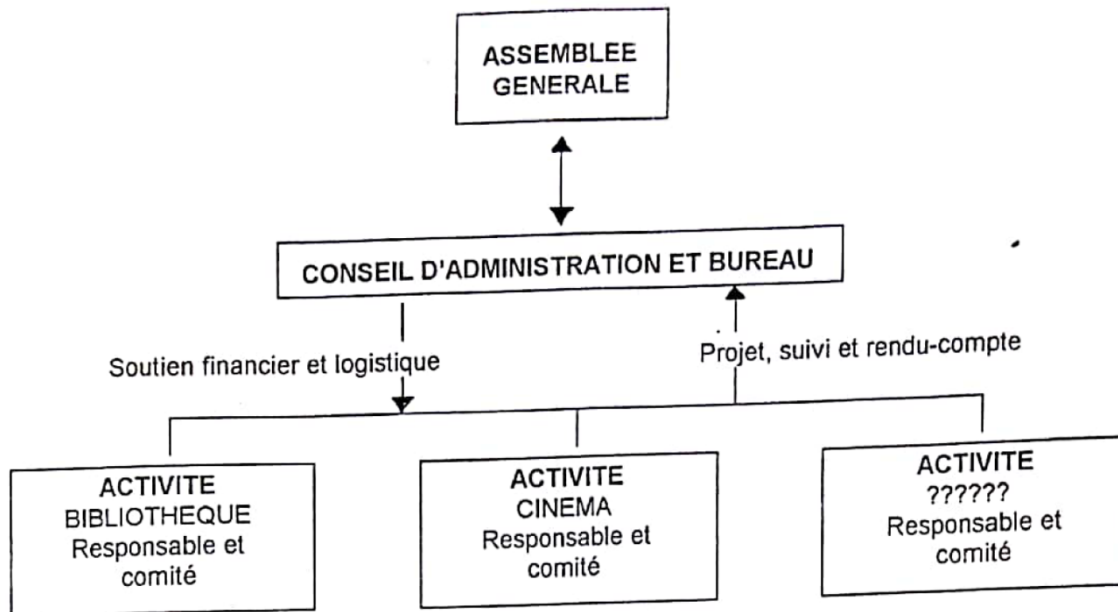 ASSEMBLEE
GENERALE
CONSEIL D'ADMINISTRATION ET BUREAU
Soutien financier et logistique
Projet, suivi et rendu-compte
ACTIVITE
BIBLIOTHEQUE
Responsable et
comité
ACTIVITE
CINEMA
Responsable et
comité
ACTIVITE
??????
Responsable et
comité